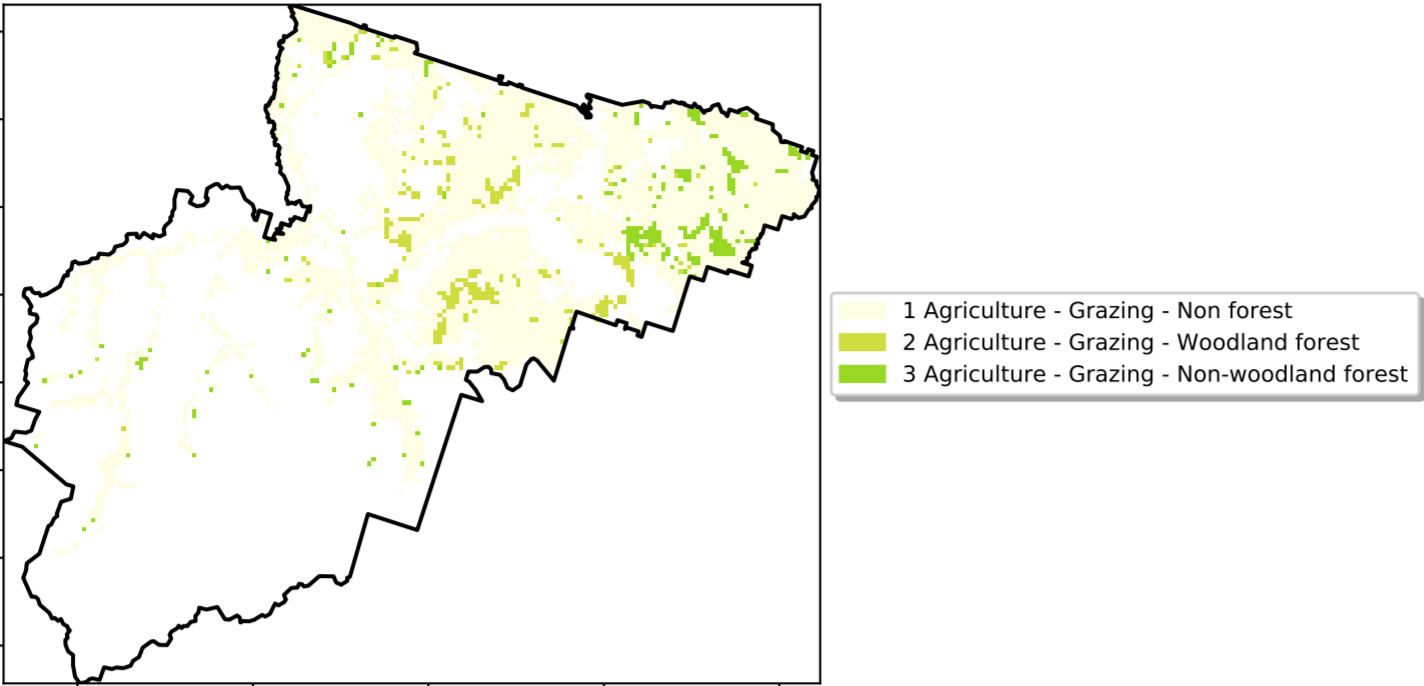 1 Agriculture - Grazing - Non forest
2 Agriculture - Grazing - Woodland forest
3 Agriculture - Grazing - Non-woodland forest